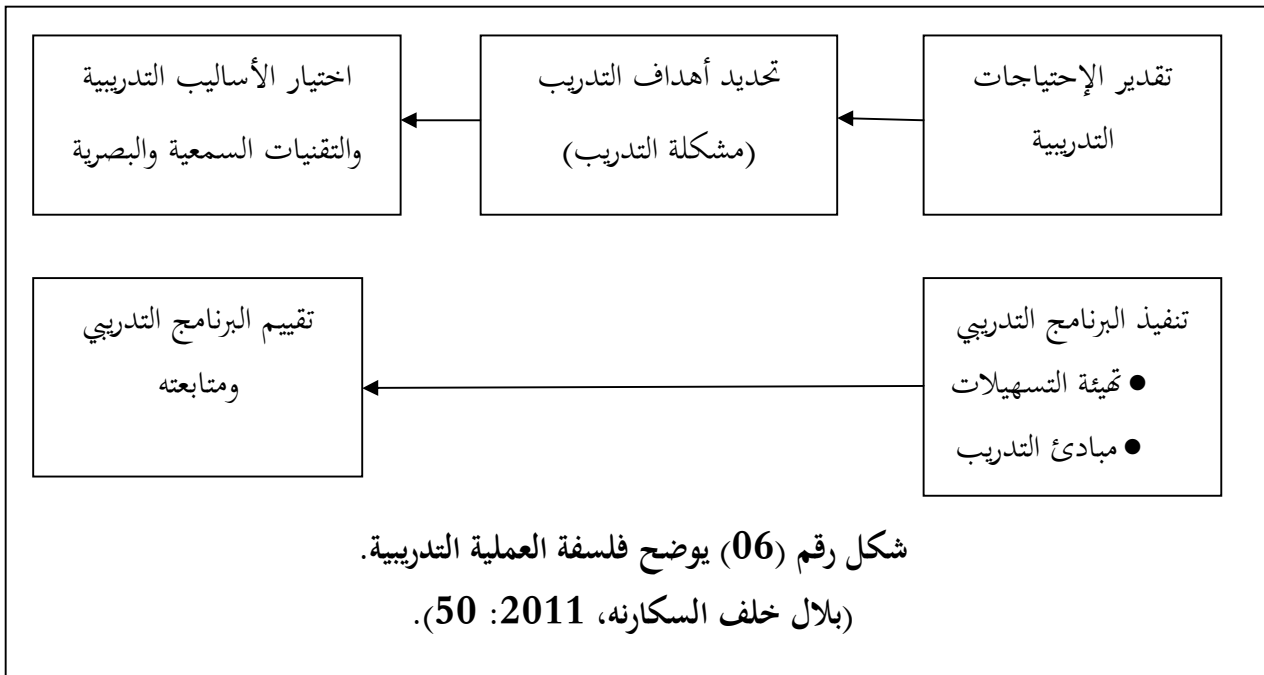 تقدير الإحتياجات
التدريبية
تحديد أهداف التدريب
(مشكلة التدريب)
اختيار الأساليب التدريبية
والتقنيات السمعية والبصرية
تنفيذ البرنامج التدريبي
● تهيئة التسهيلات
● مبادئ التدريب
تقييم البرنامج التدريبي
ومتابعته
شكل رقم (06) يوضح فلسفة العملية التدريبية.
(بلال خلف السكارنه، 2011: 50).